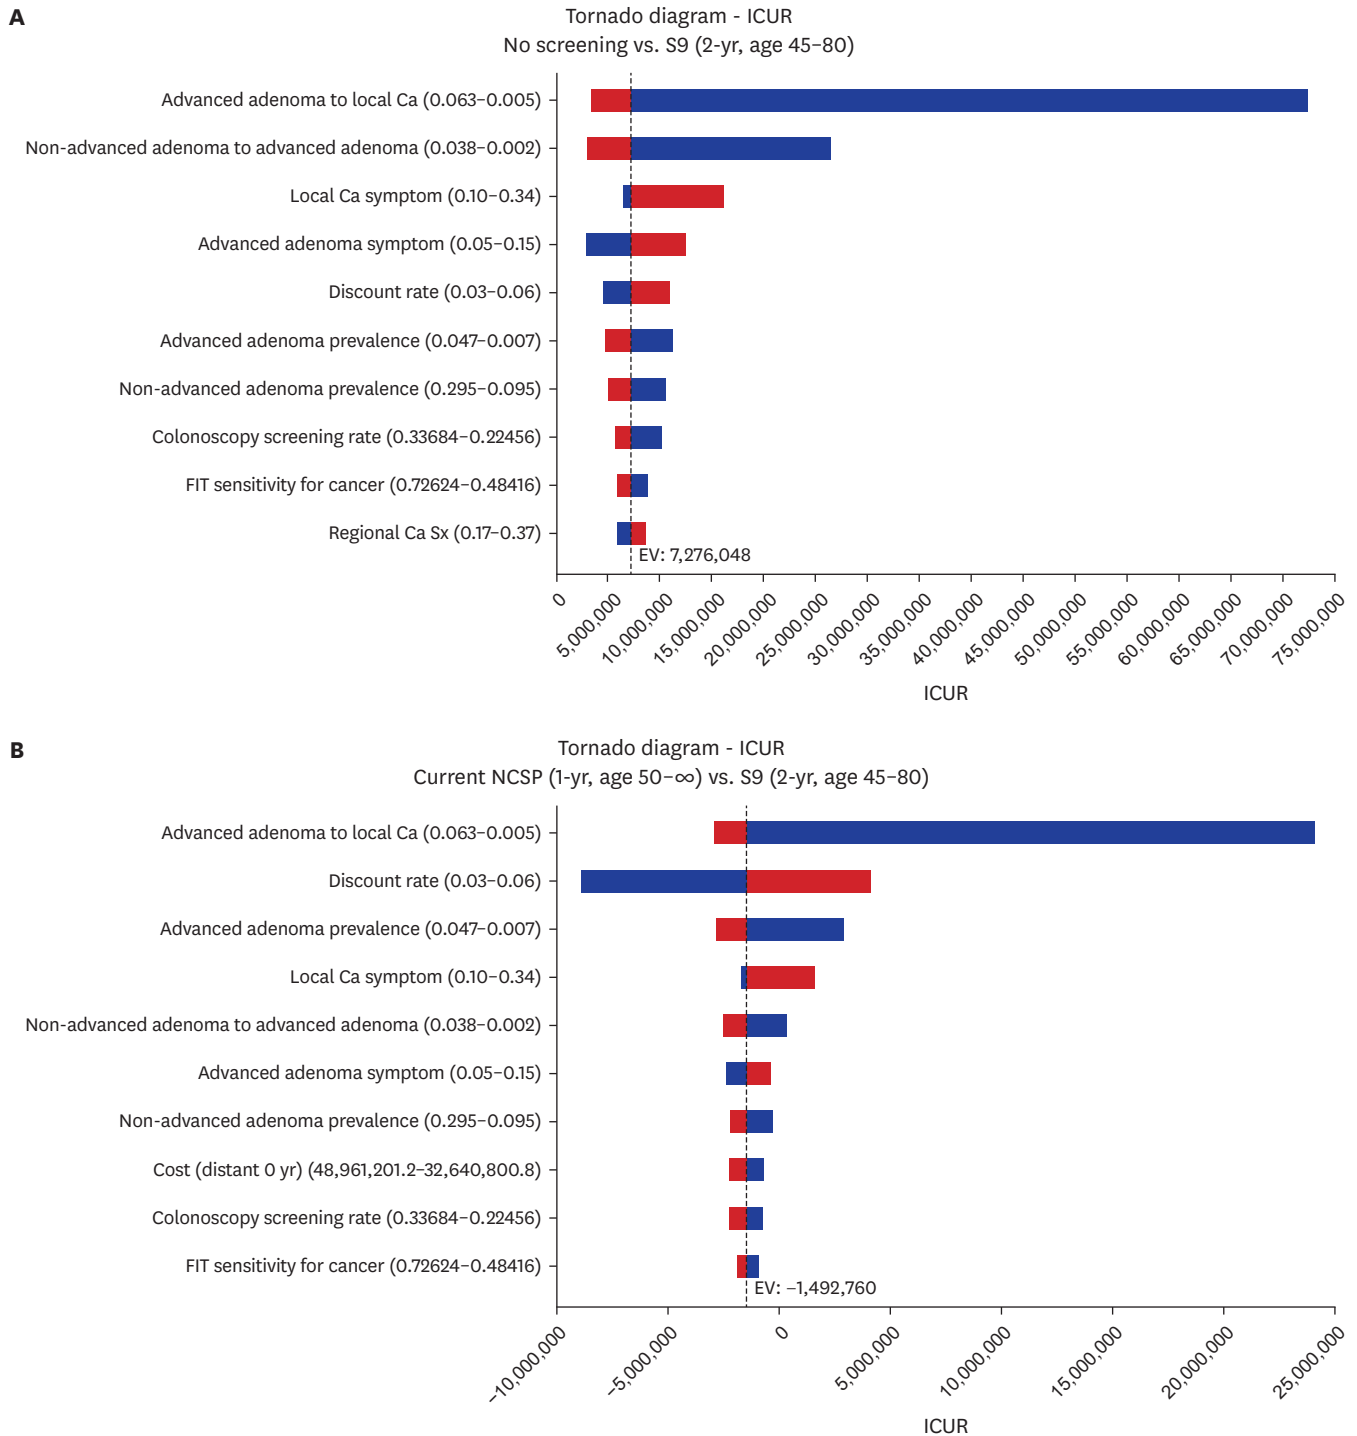 A
Tornado diagram - ICUR
No screening vs. S9 (2-yr, age 45–80)
Advanced adenoma to local Ca (0.063–0.005)
Non-advanced adenoma to advanced adenoma (0.038–0.002)
Local Ca symptom (0.10–0.34)
Advanced adenoma symptom (0.05–0.15)
Discount rate (0.03–0.06)
Advanced adenoma prevalence (0.047–0.007)
Non-advanced adenoma prevalence (0.295–0.095)
Colonoscopy screening rate (0.33684–0.22456)
FIT sensitivity for cancer (0.72624–0.48416)
Regional Ca Sx (0.17–0.37)
EV: 7,276,048
0
5,000,000
10,000,000
15,000,000
20,000,000
25,000,000
30,000,000
35,000,000
40,000,000
45,000,000
50,000,000
55,000,000
60,000,000
65,000,000
70,000,000
75,000,000
ICUR
B
Tornado diagram - ICUR
Current NCSP (1-yr, age 50–∞) vs. S9 (2-yr, age 45–80)
Advanced adenoma to local Ca (0.063–0.005)
Discount rate (0.03–0.06)
Advanced adenoma prevalence (0.047–0.007)
Local Ca symptom (0.10–0.34)
Non-advanced adenoma to advanced adenoma (0.038–0.002)
Advanced adenoma symptom (0.05–0.15)
Non-advanced adenoma prevalence (0.295–0.095)
Cost (distant 0 yr) (48,961,201.2–32,640,800.8)
Colonoscopy screening rate (0.33684–0.22456)
FIT sensitivity for cancer (0.72624–0.48416)
EV: −1,492,760
−10,000,000
−5,000,000
0
5,000,000
10,000,000
15,000,000
20,000,000
25,000,000
ICUR